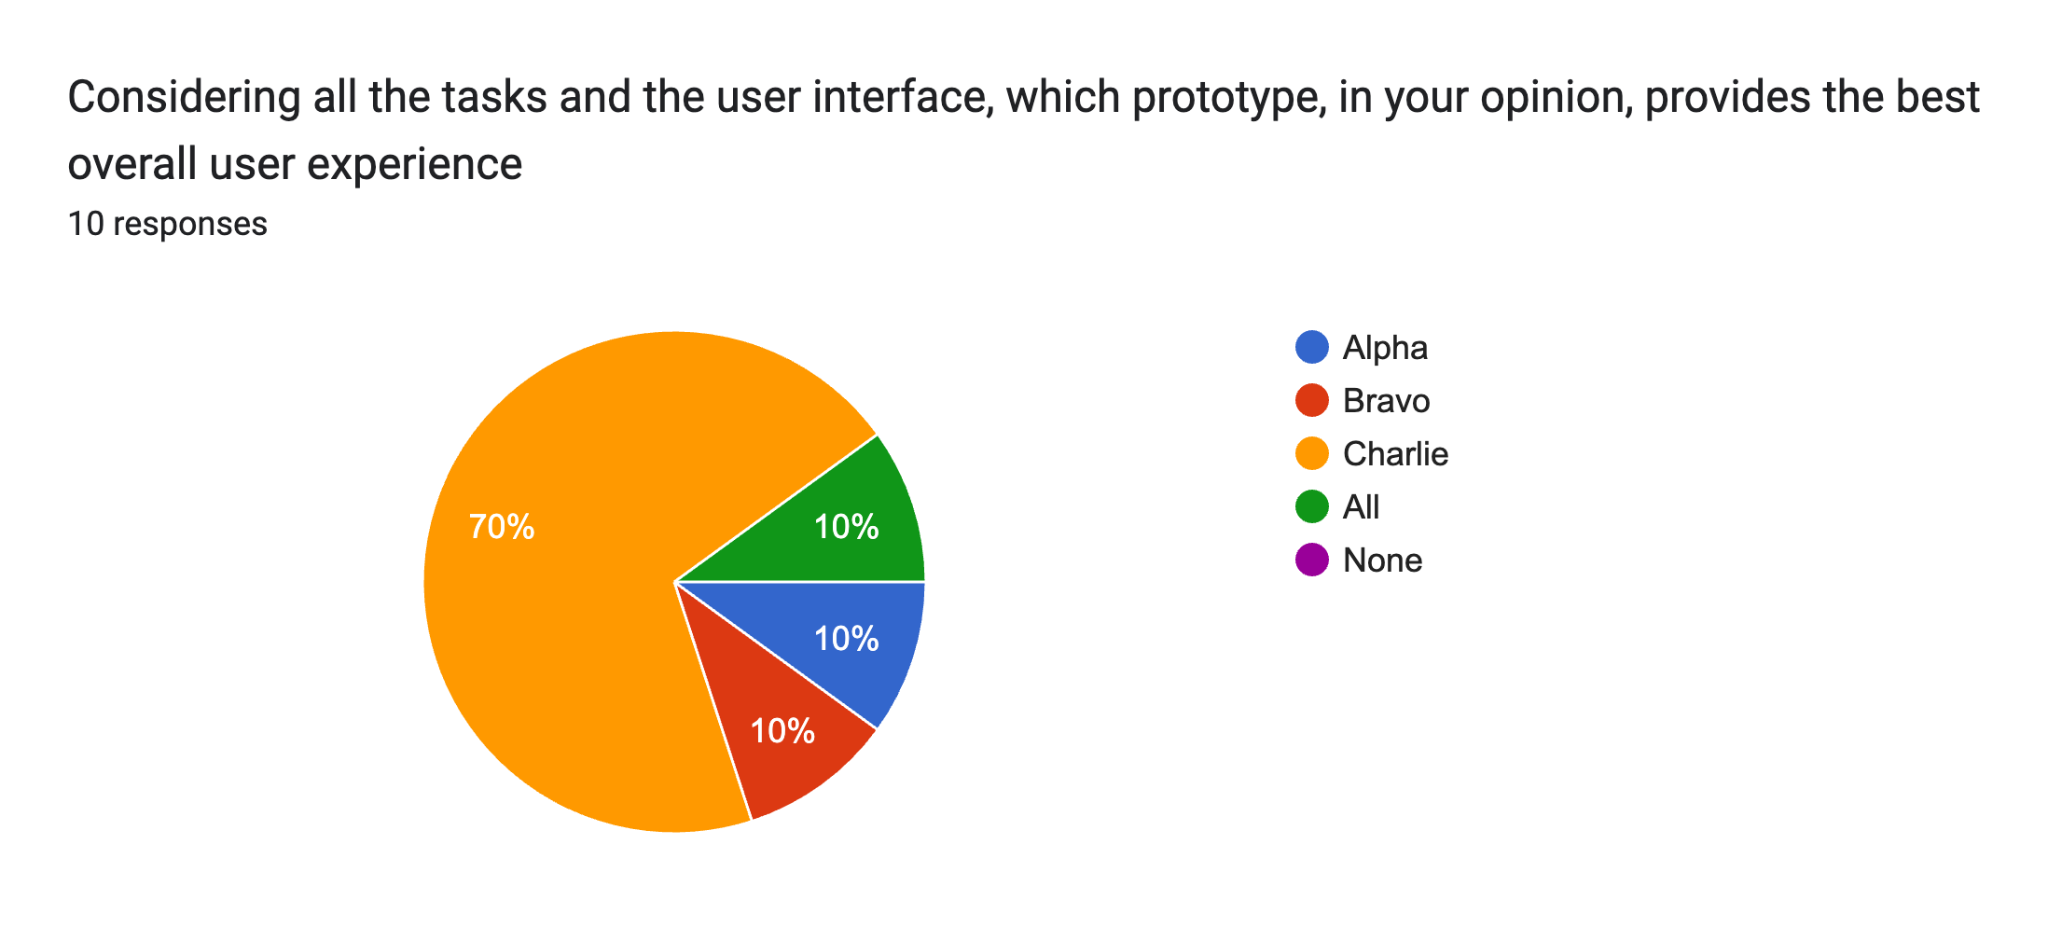 Considering all the tasks and the user interface, which prototype, in your opinion, provides the best
overall user experience
10 responses
Alpha
Bravo
Charlie
All
None
70%
10%
10%
10%